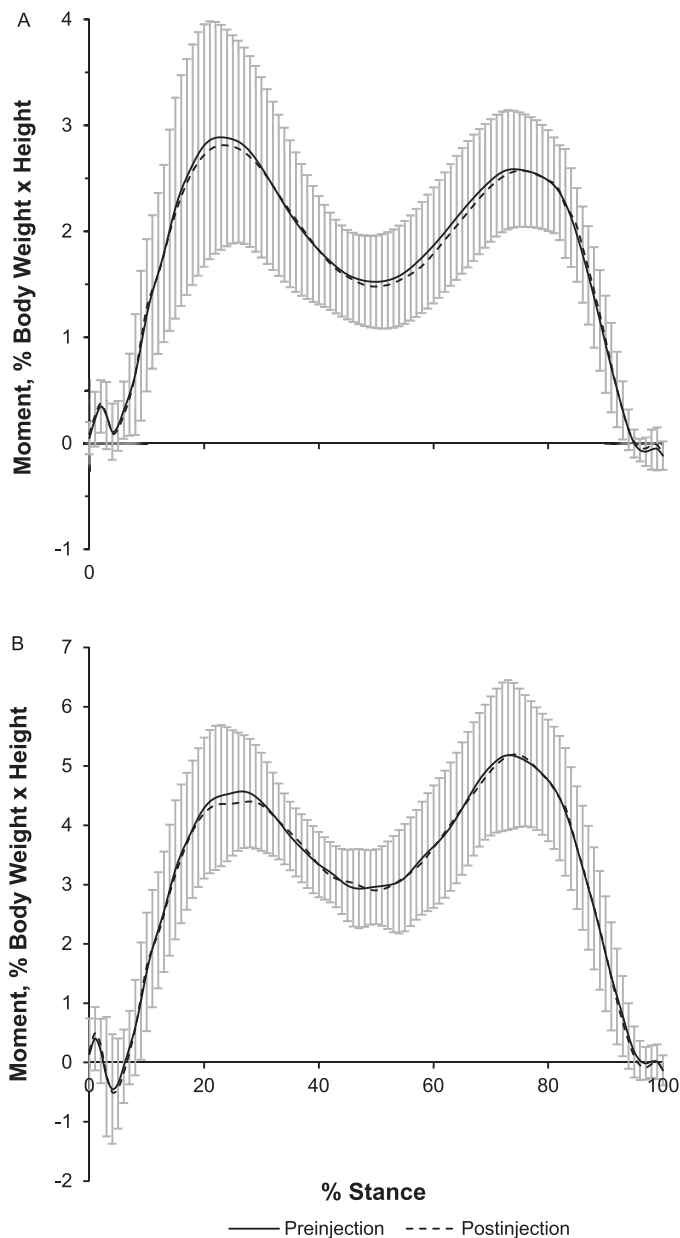 A
Moment, % Body Weight x Height
4
3
2
1
0
-1
0
B
Moment, % Body Weight x Height
7
6
5
4
3
2
1
0
-1
-2
0 20 40 60 80 100
% Stance
Preinjection Postinjection